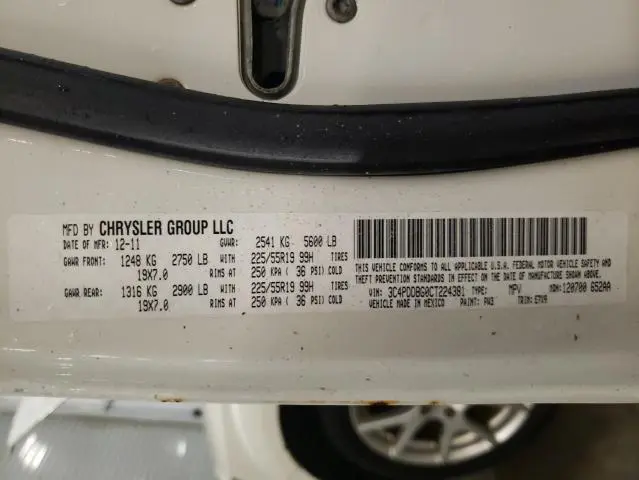 MFD BY CHRYSLER GROUP LLC
DATE OF MFR: 12-11 GVWR: 2541 KG 5600 LB
GAWR FRONT: 1248 KG 2750 LB WITH 225/55R19 99H TIRES
19X7.0 RIMS AT 250 KPA ( 36 PSI) COLD
GAWR REAR: 1316 KG 2900 LB WITH 225/55R19 99H TIRES
19X7.0 RIMS AT 250 KPA ( 36 PSI) COLD
THIS VEHICLE CONFORMS TO ALL APPLICABLE U.S.A. FEDERAL MOTOR VEHICLE SAFETY AND
THEFT PREVENTION STANDARDS IN EFFECT ON THE DATE OF MANUFACTURE SHOWN ABOVE.
VIN: 3C4PDDBG0CT224381 TYPE: MPV MDH: 120700 652AA
VEHICLE MADE IN MEXICO PAINT: PW3 TRIM: